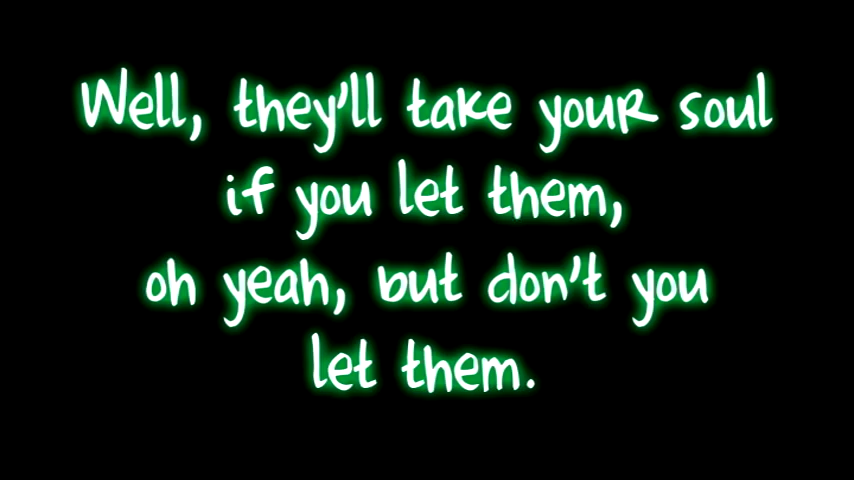 Well, they'll take your soul
if you let them,
oh yeah, but don't you
let them.